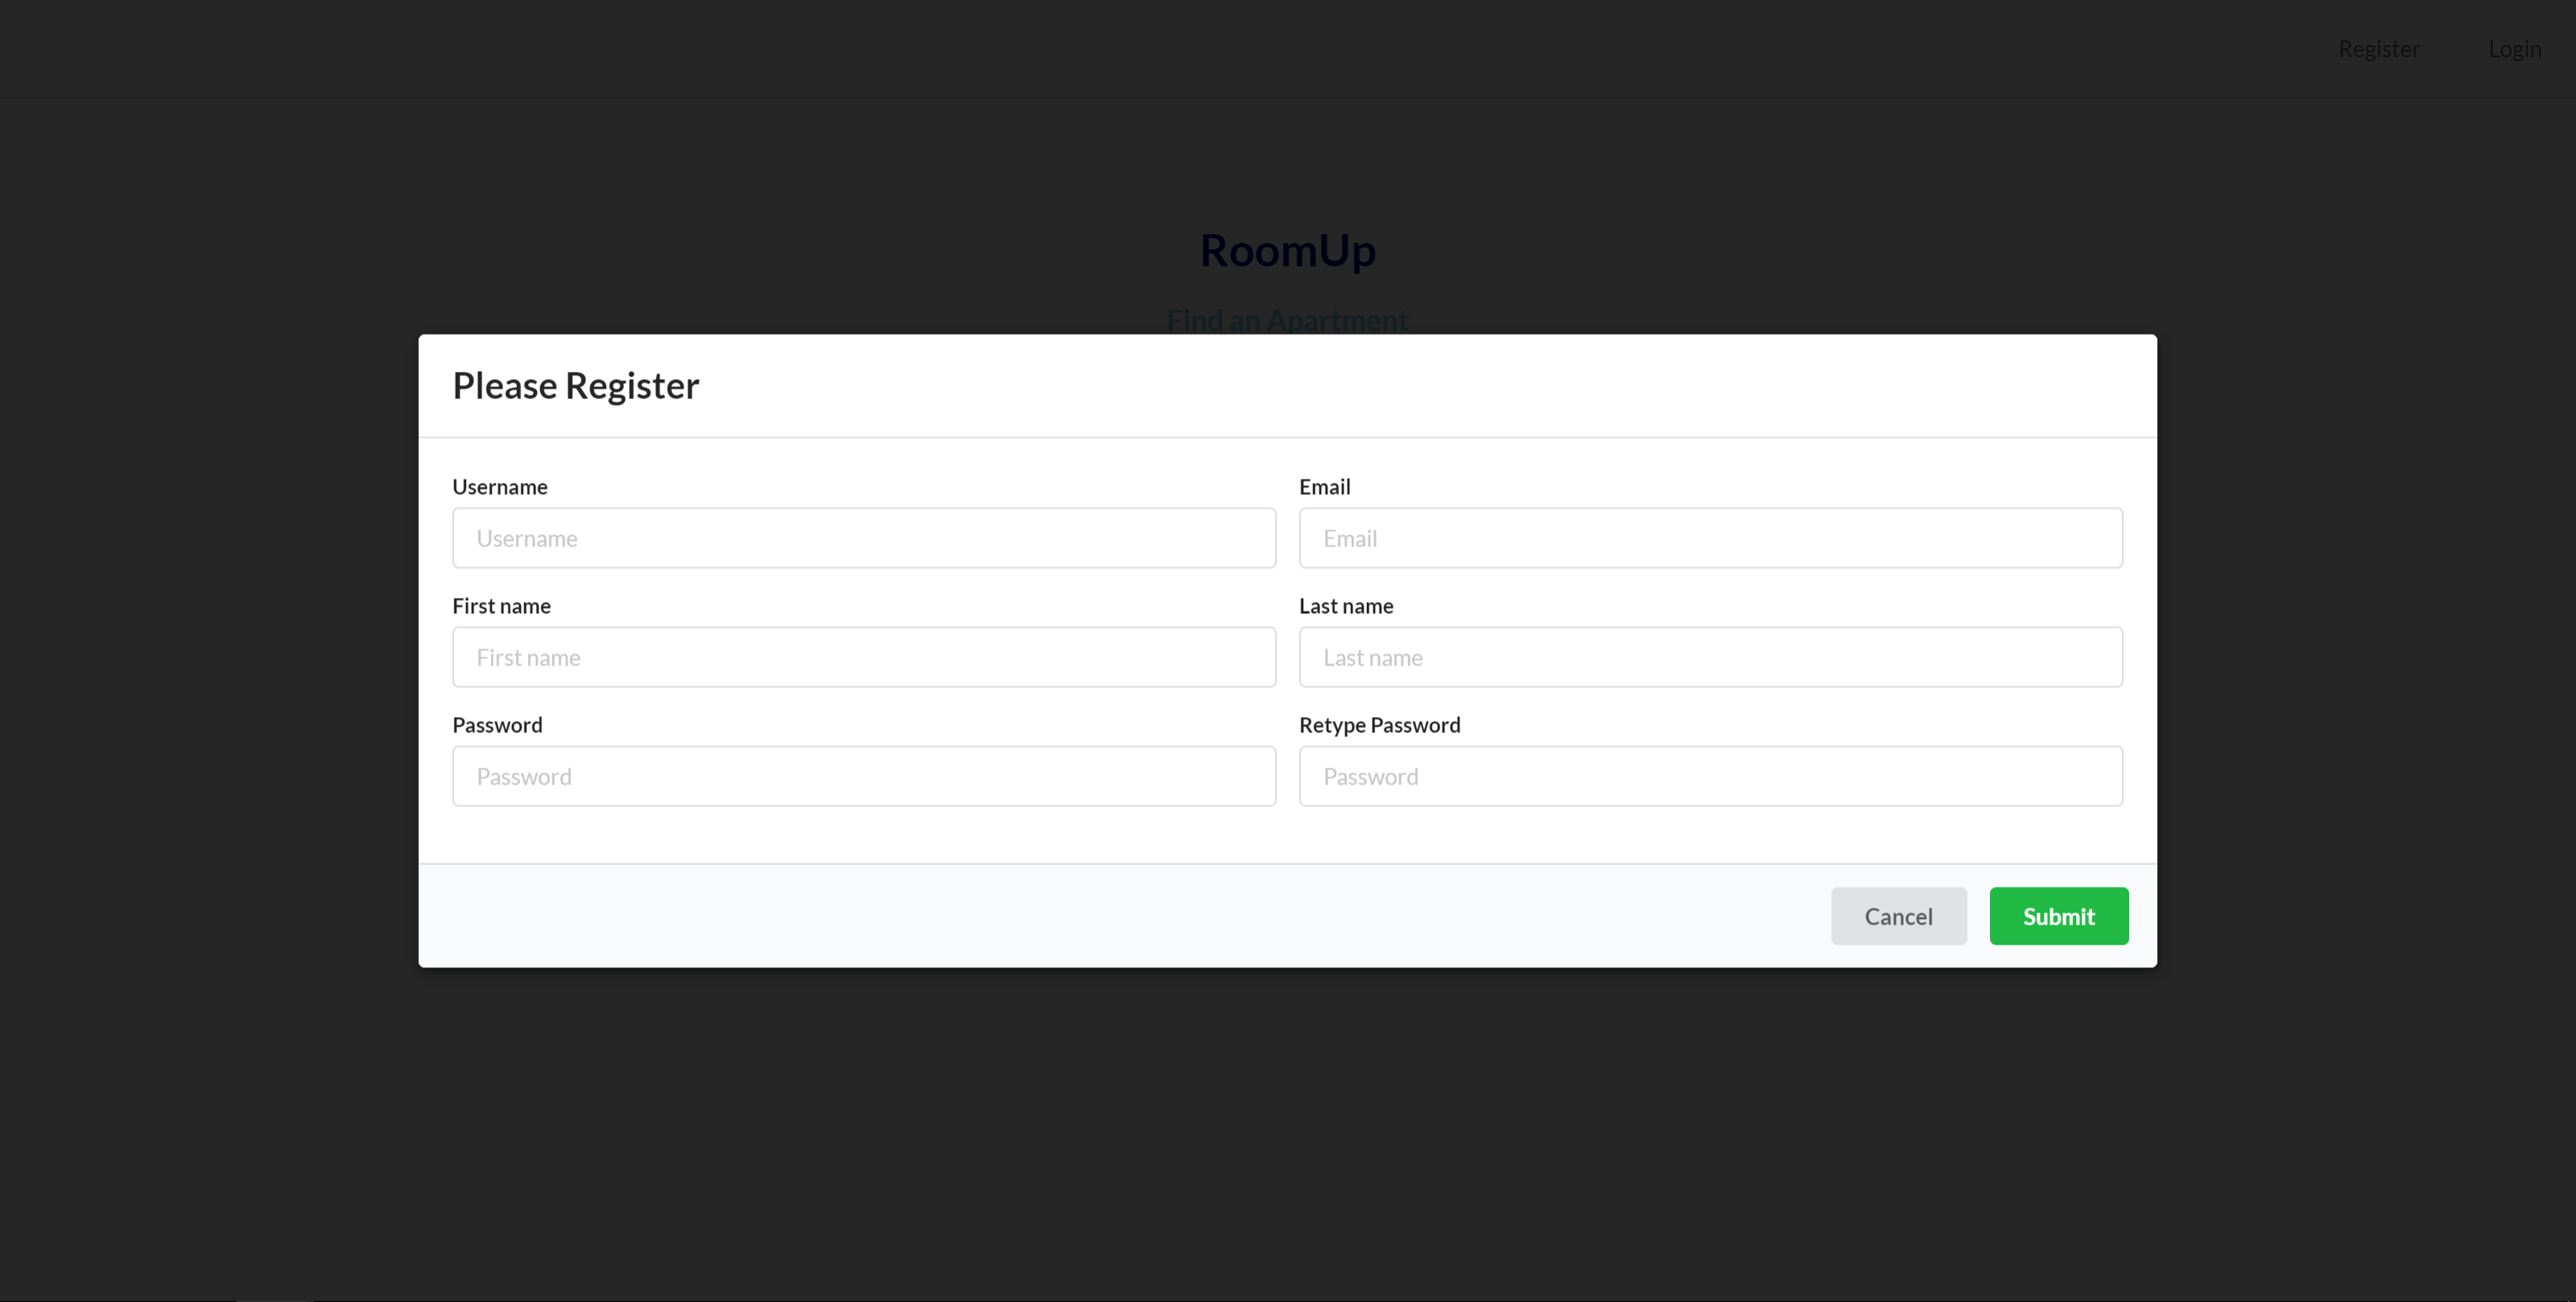 Register Login
RoomUp
Find an Apartment
Please Register
Username Email
Username Email
First name Last name
First name Last name
Password Retype Password
Password Password
Cancel Submit